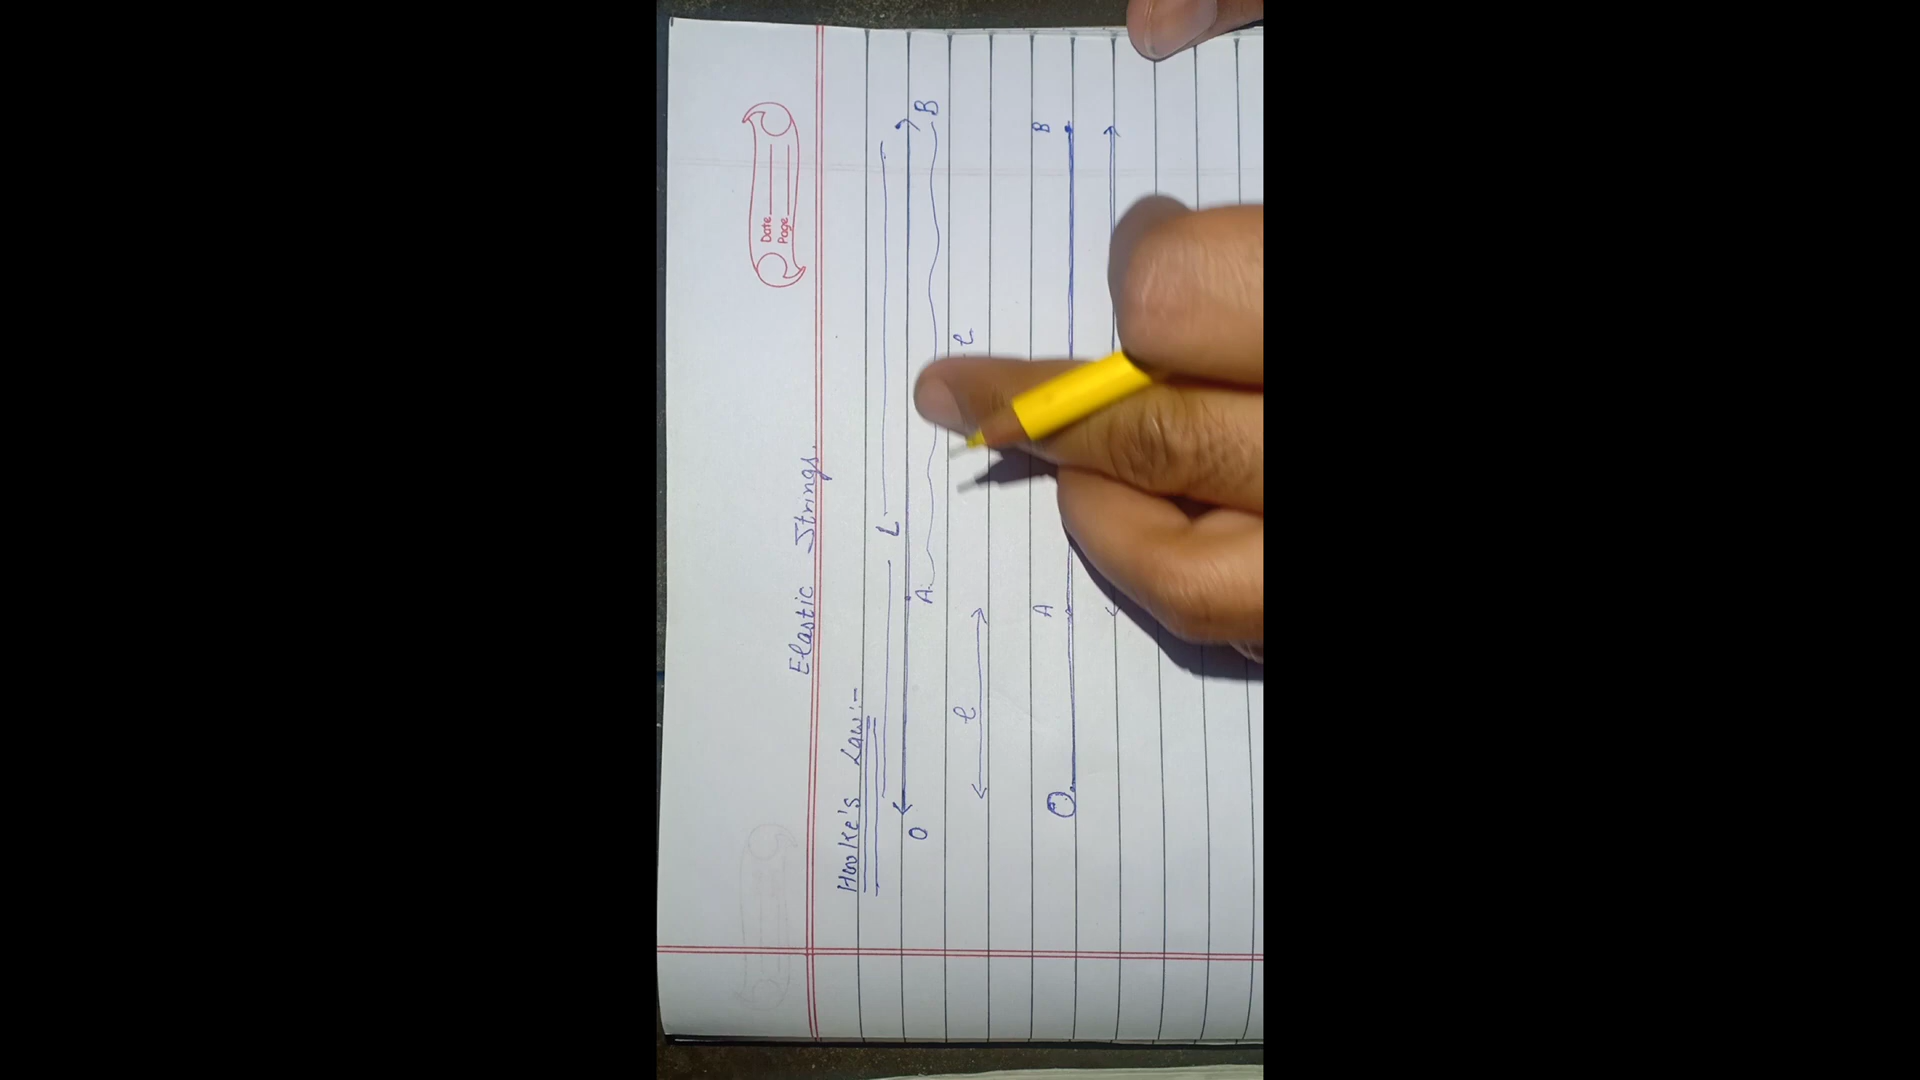 Date
Page
Elastic Strings.
Hooke's Law:-
L
O A B
l l
O A B